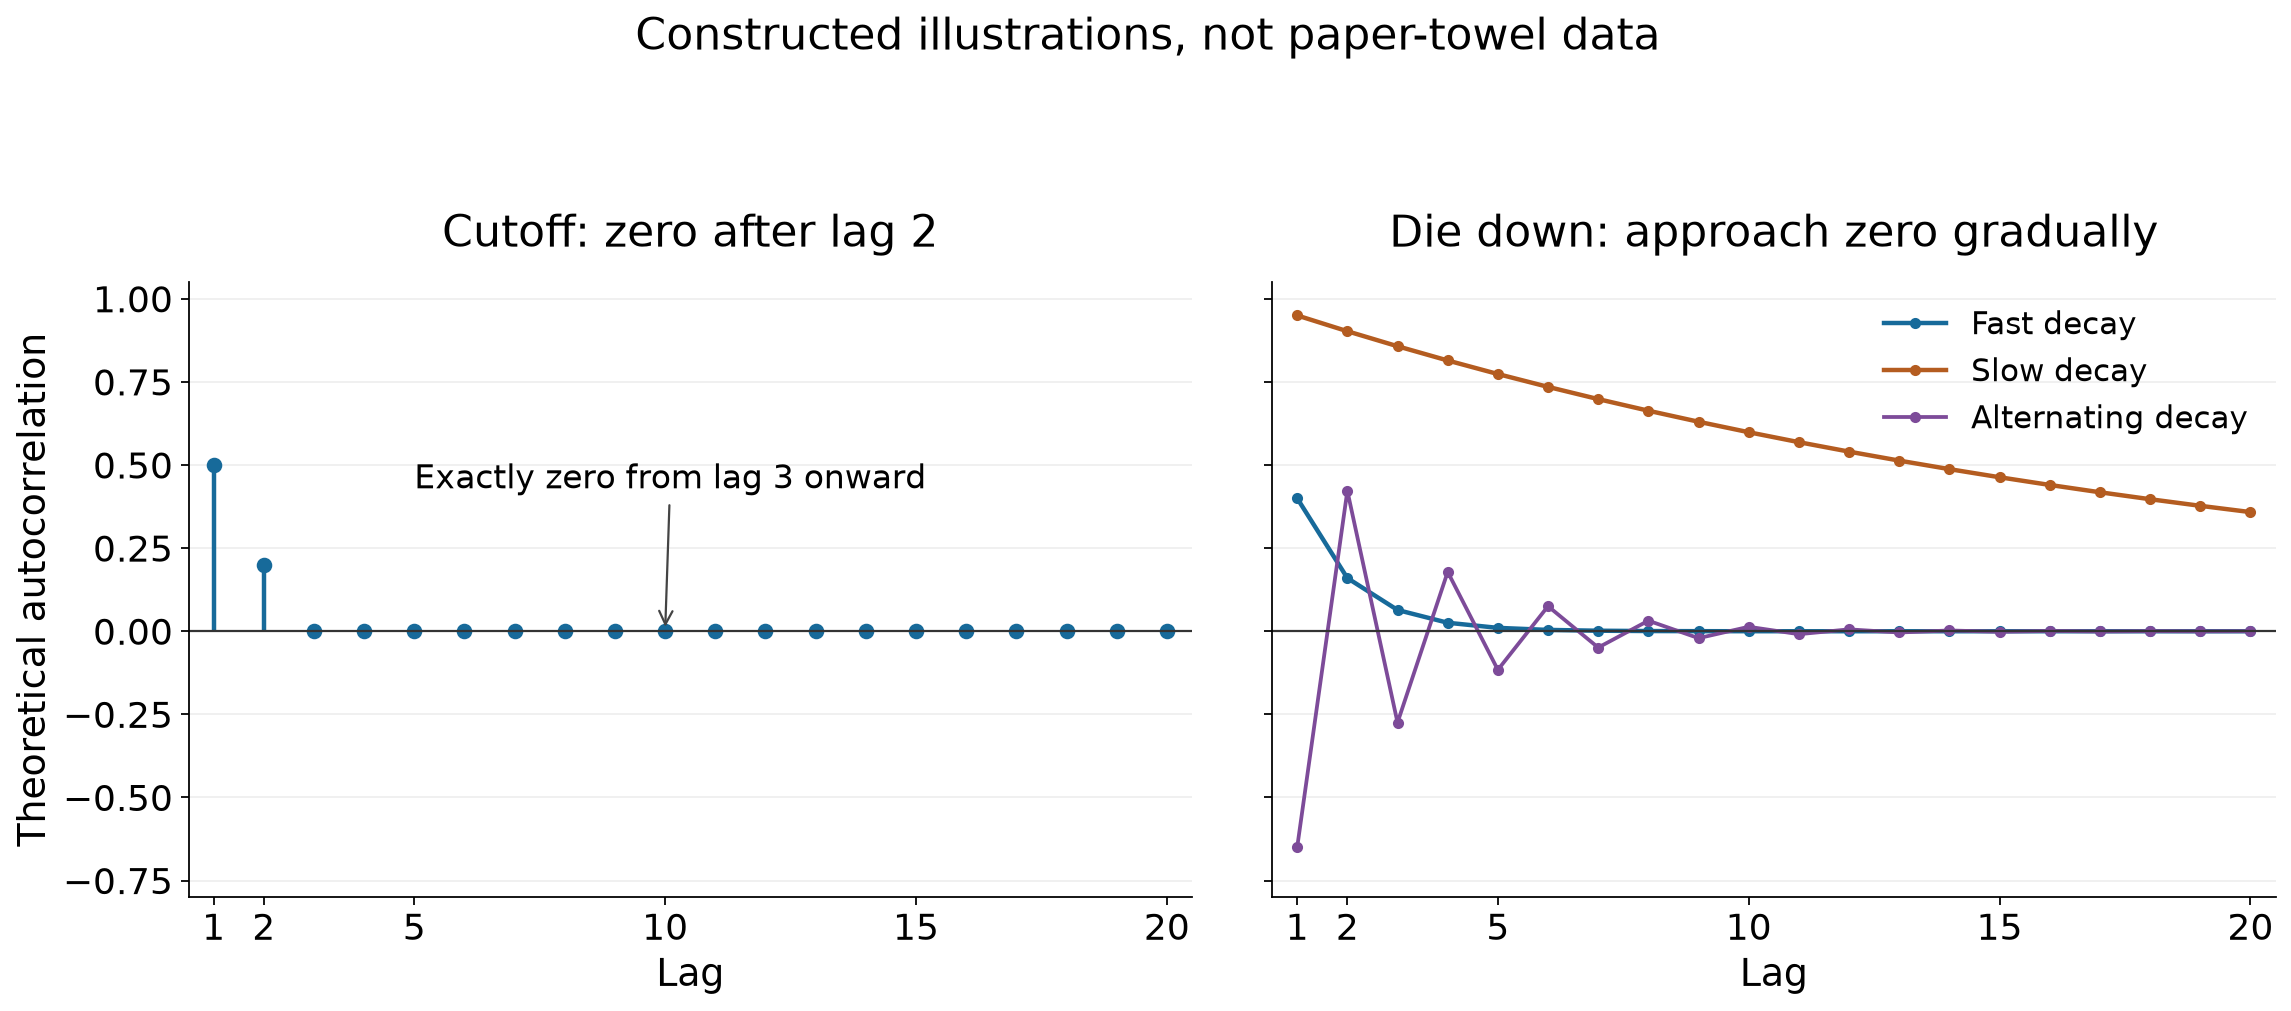 Constructed illustrations, not paper-towel data
Cutoff: zero after lag 2
Theoretical autocorrelation
1.00
0.75
0.50
0.25
0.00
−0.25
−0.50
−0.75
Exactly zero from lag 3 onward
1 2 5 10 15 20
Lag
Die down: approach zero gradually
Fast decay
Slow decay
Alternating decay
1 2 5 10 15 20
Lag